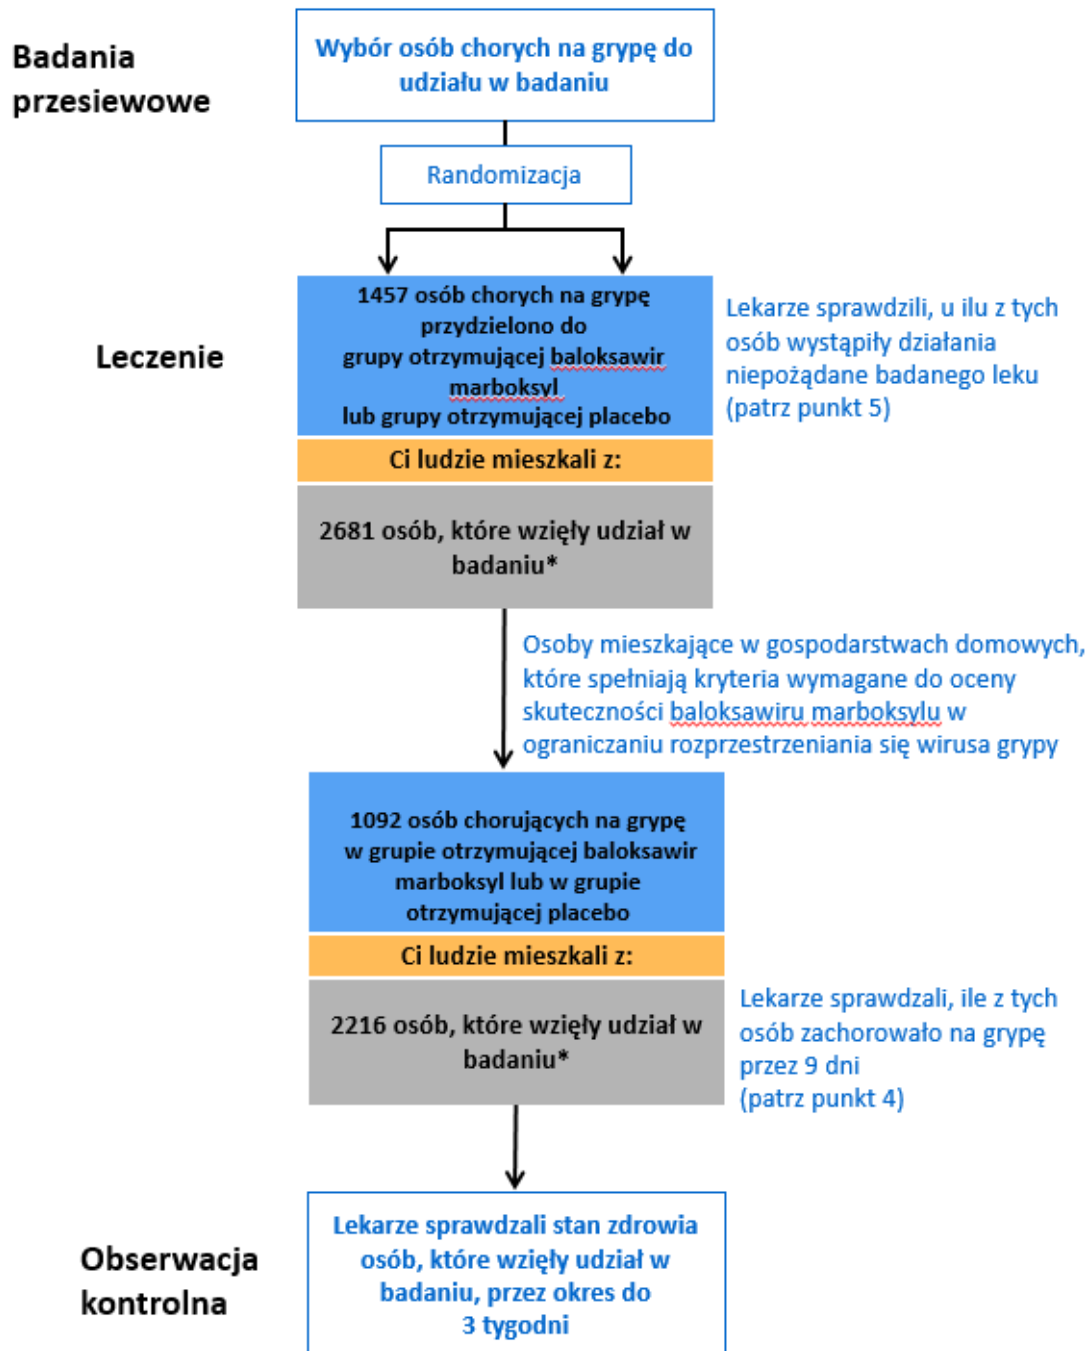 Badania
przesiewowe
Wybór osób chorych na grypę do
udziału w badaniu
Randomizacja
Leczenie
1457 osób chorych na grypę
przydzielono do
grupy otrzymującej baloksawir
marboksyl
lub grupy otrzymującej placebo
Lekarze sprawdzili, u ilu z tych
osób wystąpiły działania
niepożądane badanego leku
(patrz punkt 5)
Ci ludzie mieszkali z:
2681 osób, które wzięły udział w
badaniu*
Osoby mieszkające w gospodarstwach domowych,
które spełniają kryteria wymagane do oceny
skuteczności baloksawiru marboksylu w
ograniczaniu rozprzestrzeniania się wirusa grypy
1092 osób chorujących na grypę
w grupie otrzymującej baloksawir
marboksyl lub w grupie
otrzymującej placebo
Ci ludzie mieszkali z:
2216 osób, które wzięły udział w
badaniu*
Lekarze sprawdzali, ile z tych
osób zachorowało na grypę
przez 9 dni
(patrz punkt 4)
Obserwacja
kontrolna
Lekarze sprawdzali stan zdrowia
osób, które wzięły udział w
badaniu, przez okres do
3 tygodni